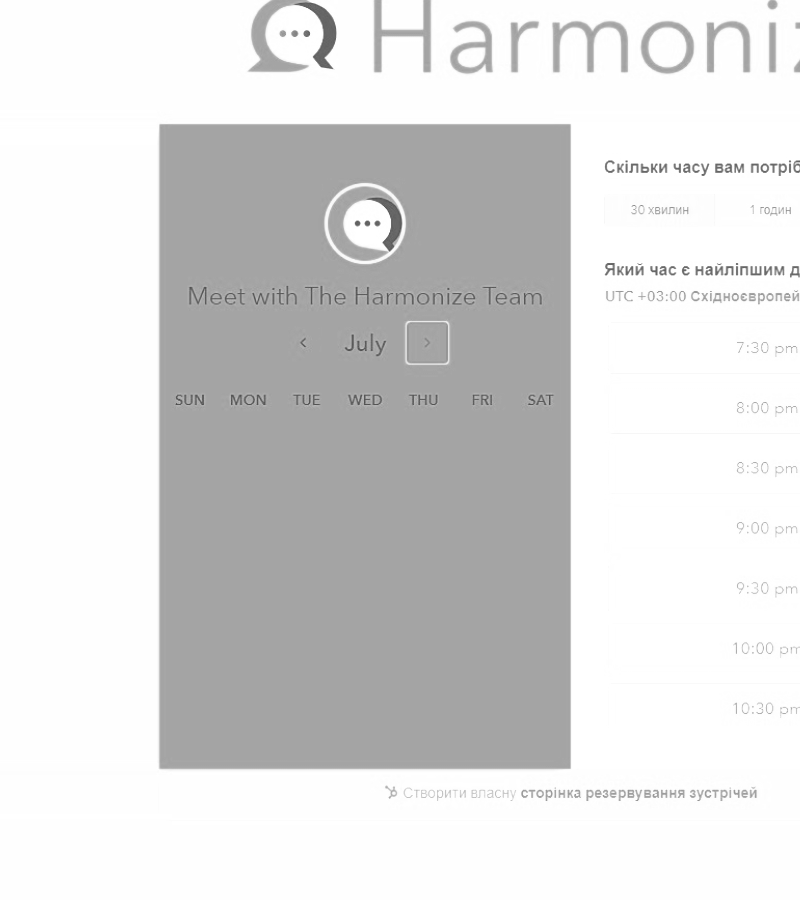 Harmoniz
Meet with The Harmonize Team
July
SUN MON TUE WED THU FRI SAT
Скільки часу вам потріб
30 хвилин 1 годин
Який час є найліпшим д
UTC +03:00 Східноєвропей
7:30 pm
8:00 pm
8:30 pm
9:00 pm
9:30 pm
10:00 pm
10:30 pm
Створити власну сторінка резервування зустрічей